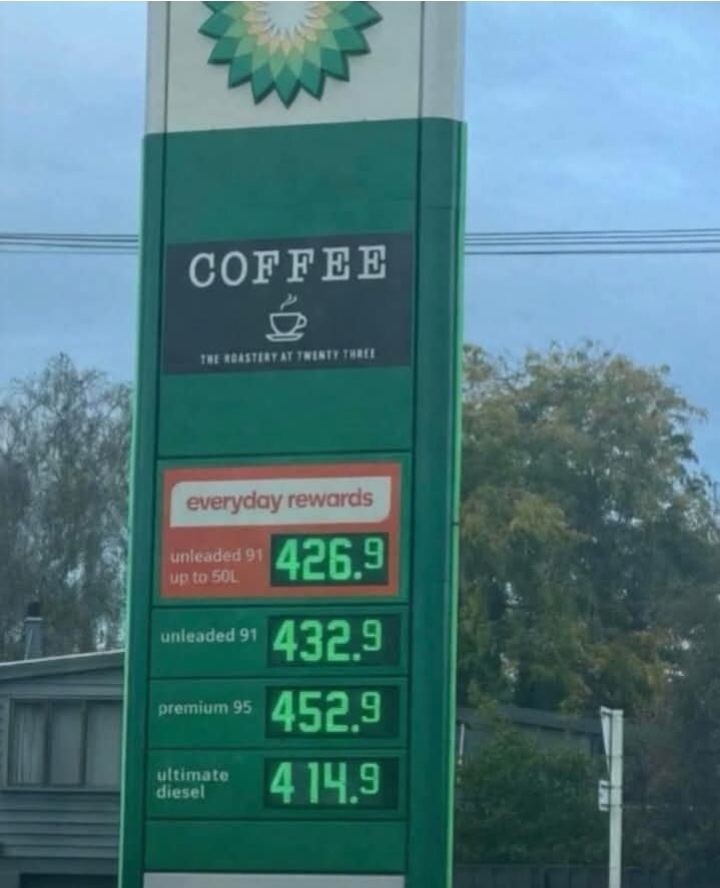 COFFEE
THE ROASTERY AT TWENTY THREE
everyday rewards
unleaded 91
up to 50L
426.9
unleaded 91 432.9
premium 95 452.9
ultimate
diesel
414.9